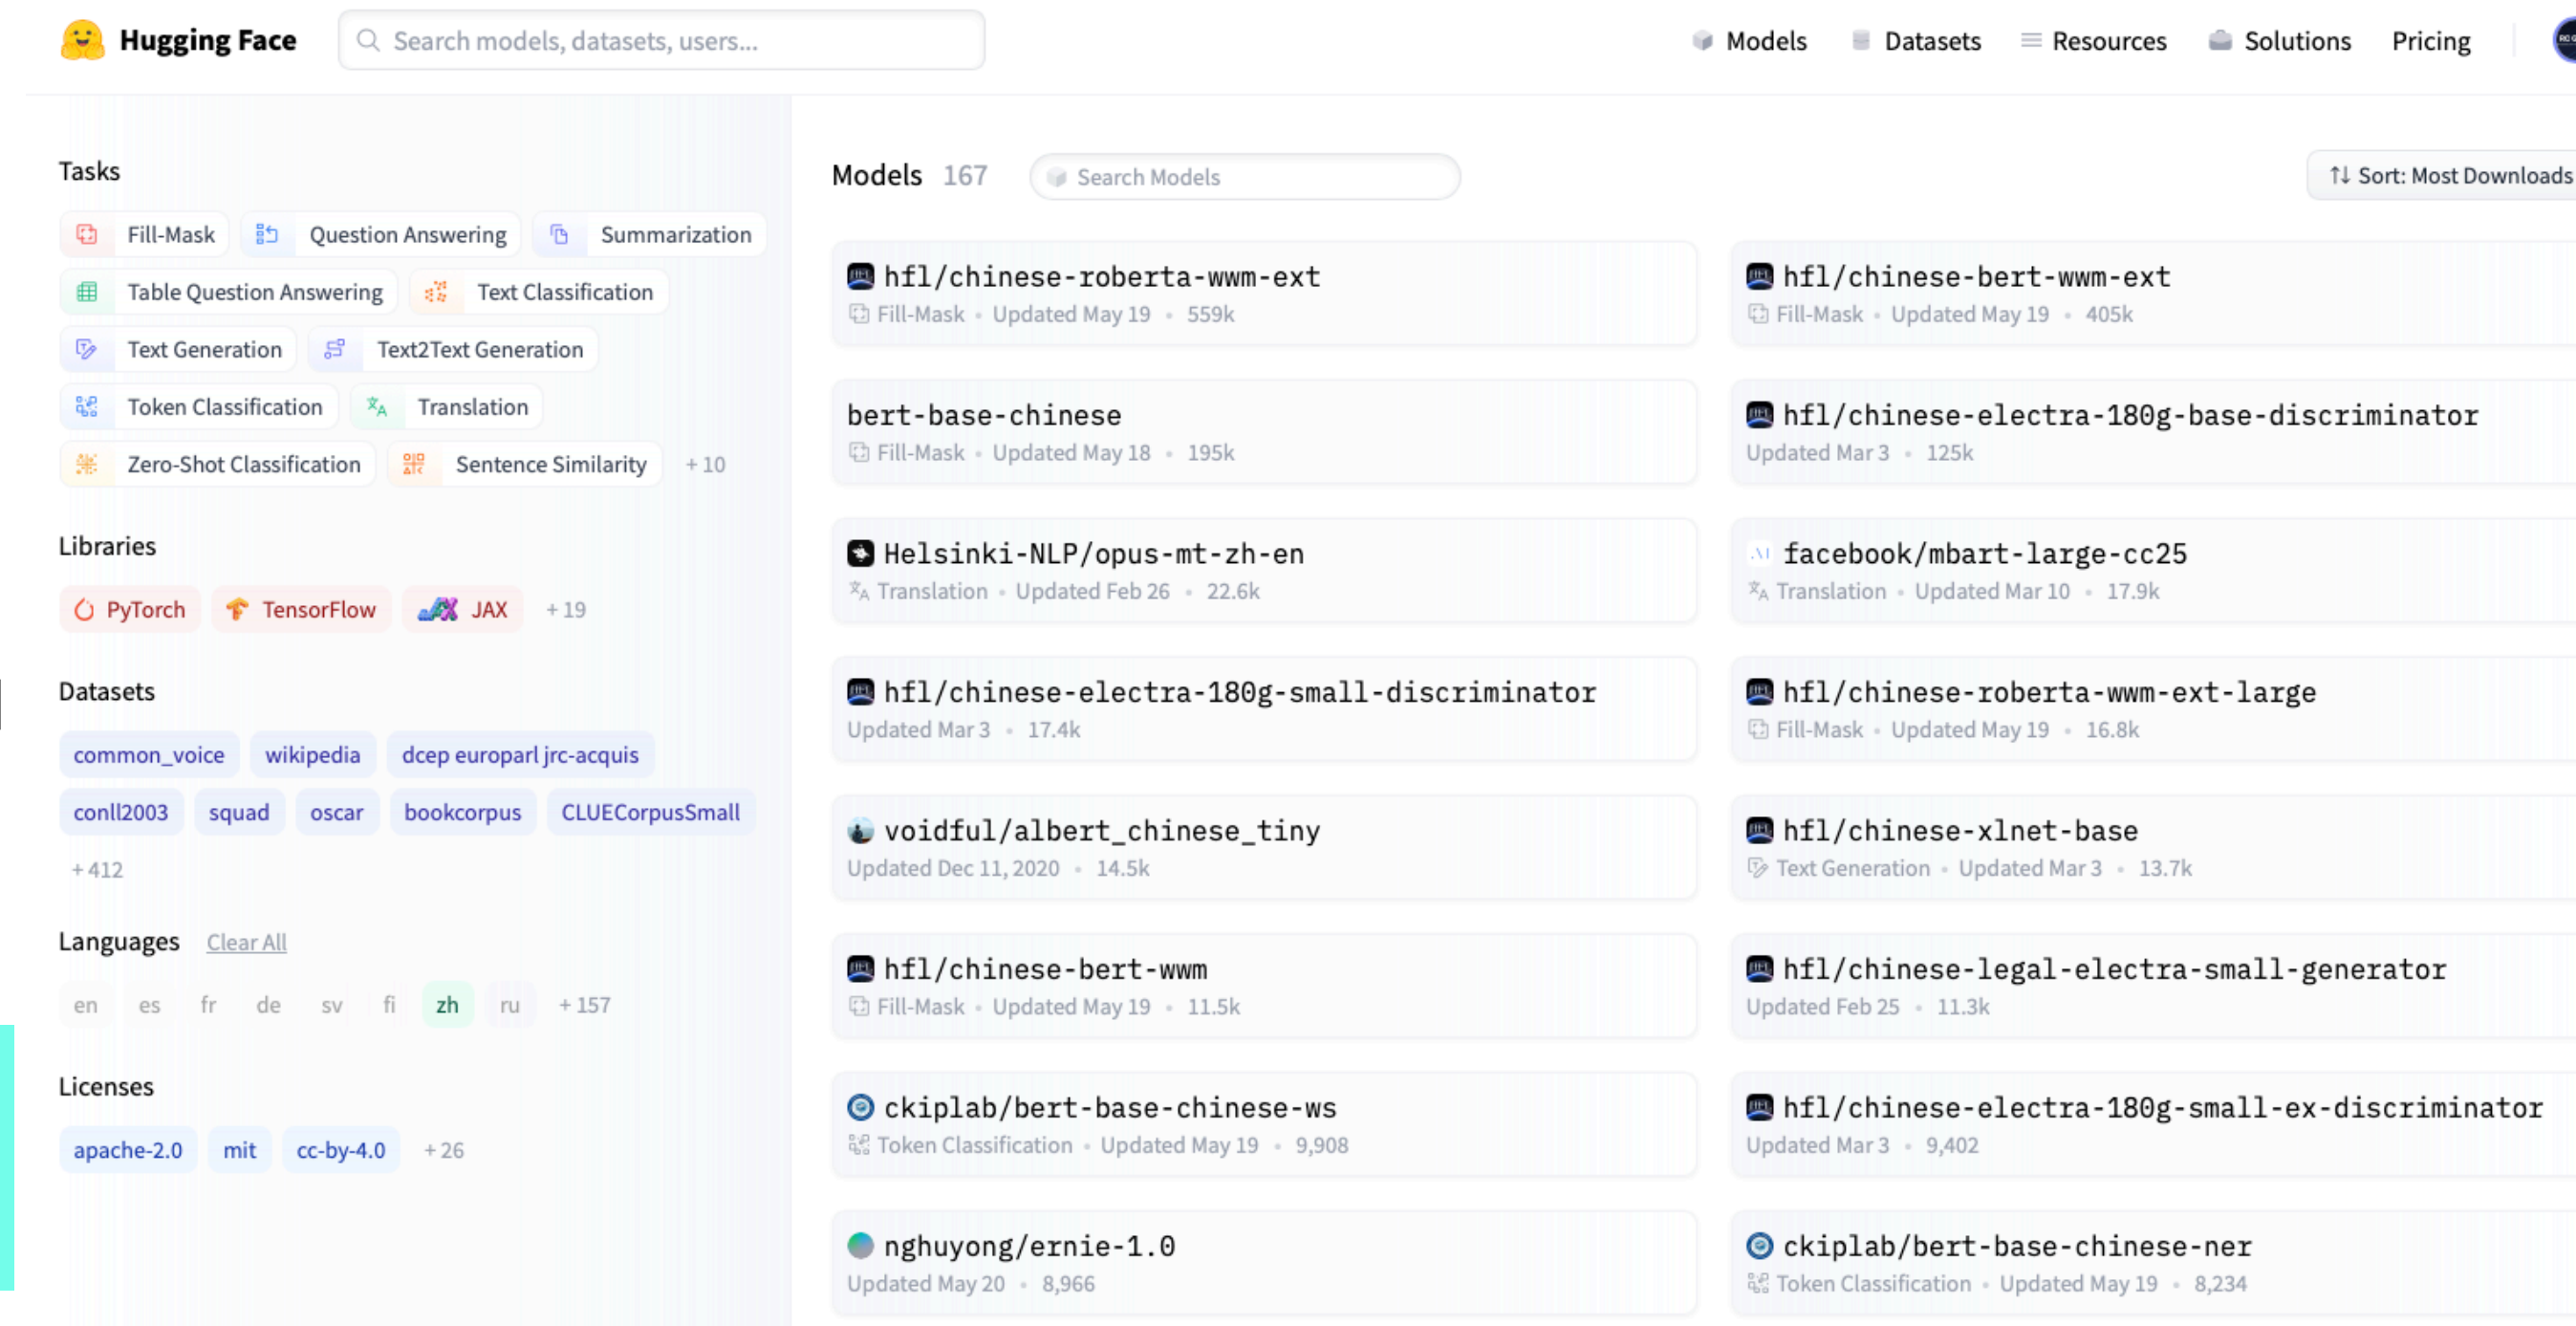 Hugging Face
Search models, datasets, users...
Models
Datasets
Resources
Solutions
Pricing
Tasks
Fill-Mask
Question Answering
Summarization
Table Question Answering
Text Classification
Text Generation
Text2Text Generation
Token Classification
Translation
Zero-Shot Classification
Sentence Similarity
+ 10
Libraries
PyTorch
TensorFlow
JAX
+ 19
Datasets
common_voice
wikipedia
dcep europarl jrc-acquis
conll2003
squad
oscar
bookcorpus
CLUECorpusSmall
+ 412
Languages
Clear All
en
es
fr
de
sv
fi
zh
ru
+ 157
Licenses
apache-2.0
mit
cc-by-4.0
+ 26
Models 167
Search Models
Sort: Most Downloads
hfl/chinese-roberta-wwm-ext
Fill-Mask • Updated May 19 • 559k
hfl/chinese-bert-wwm-ext
Fill-Mask • Updated May 19 • 405k
bert-base-chinese
Fill-Mask • Updated May 18 • 195k
hfl/chinese-electra-180g-base-discriminator
Updated Mar 3 • 125k
Helsinki-NLP/opus-mt-zh-en
Translation • Updated Feb 26 • 22.6k
facebook/mbart-large-cc25
Translation • Updated Mar 10 • 17.9k
hfl/chinese-electra-180g-small-discriminator
Updated Mar 3 • 17.4k
hfl/chinese-roberta-wwm-ext-large
Fill-Mask • Updated May 19 • 16.8k
voidful/albert_chinese_tiny
Updated Dec 11, 2020 • 14.5k
hfl/chinese-xlnet-base
Text Generation • Updated Mar 3 • 13.7k
hfl/chinese-bert-wwm
Fill-Mask • Updated May 19 • 11.5k
hfl/chinese-legal-electra-small-generator
Updated Feb 25 • 11.3k
ckiplab/bert-base-chinese-ws
Token Classification • Updated May 19 • 9,908
hfl/chinese-electra-180g-small-ex-discriminator
Updated Mar 3 • 9,402
nghuyong/ernie-1.0
Updated May 20 • 8,966
ckiplab/bert-base-chinese-ner
Token Classification • Updated May 19 • 8,234